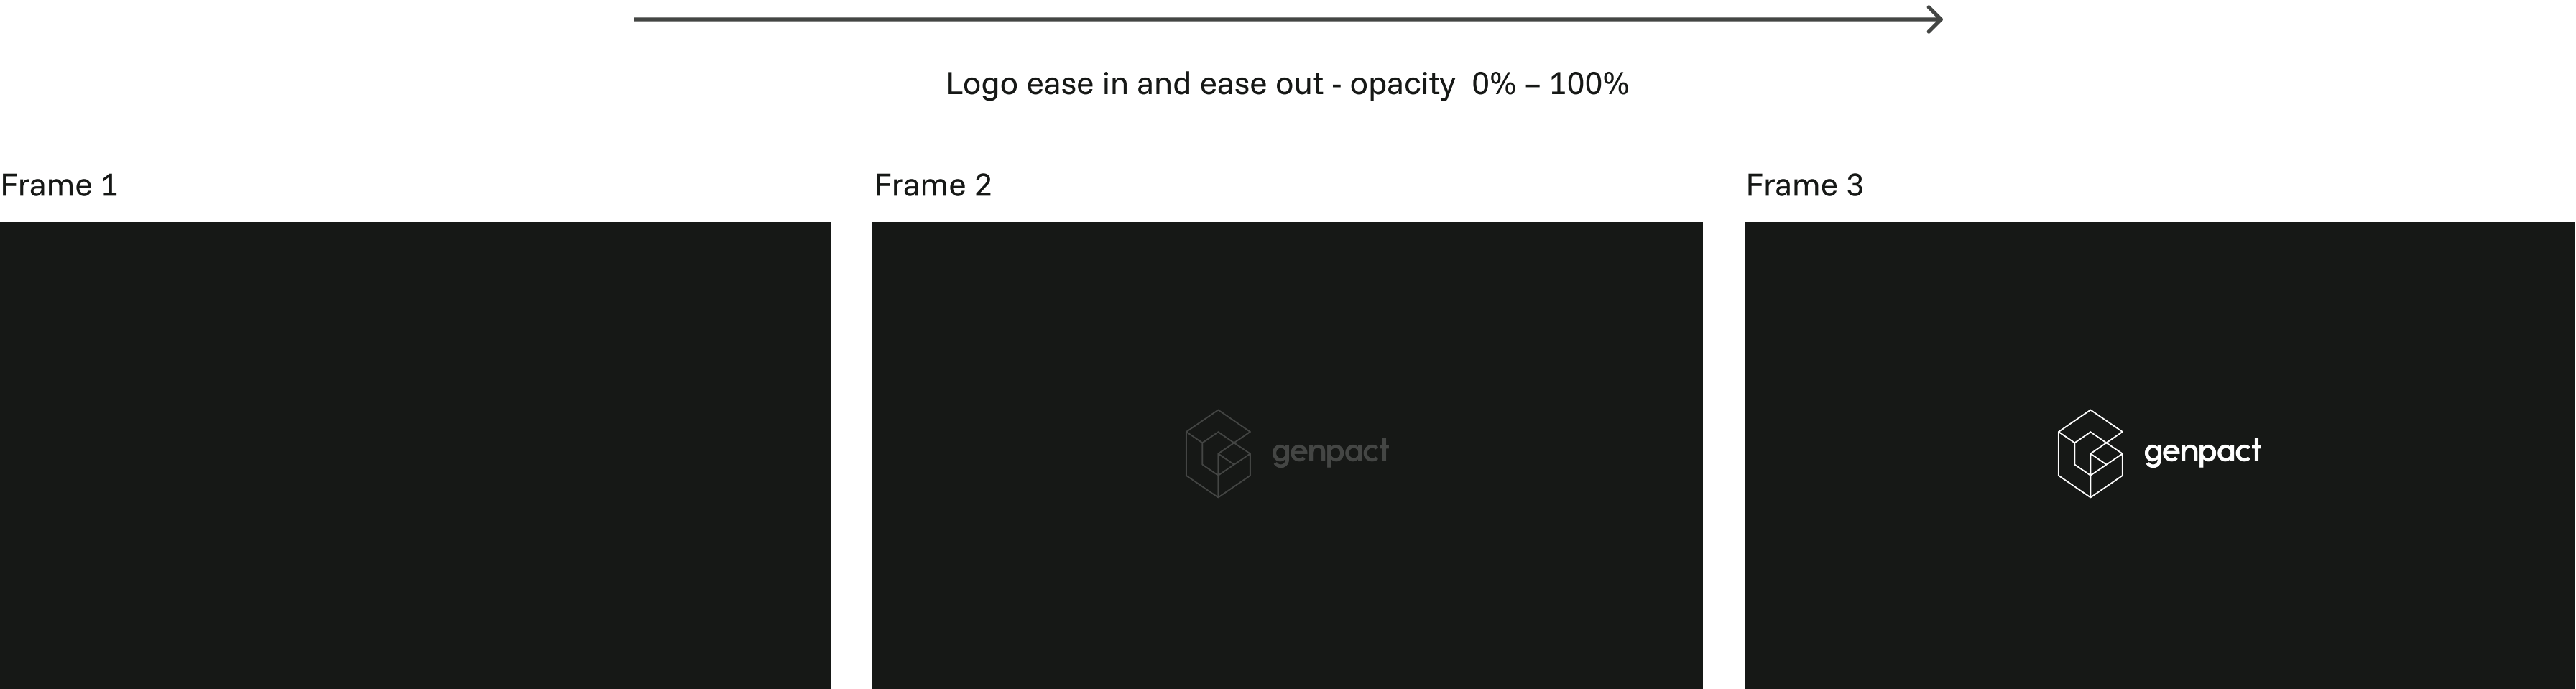 Logo ease in and ease out - opacity  0% – 100%
Frame 1
Frame 2
Frame 3
genpact
genpact